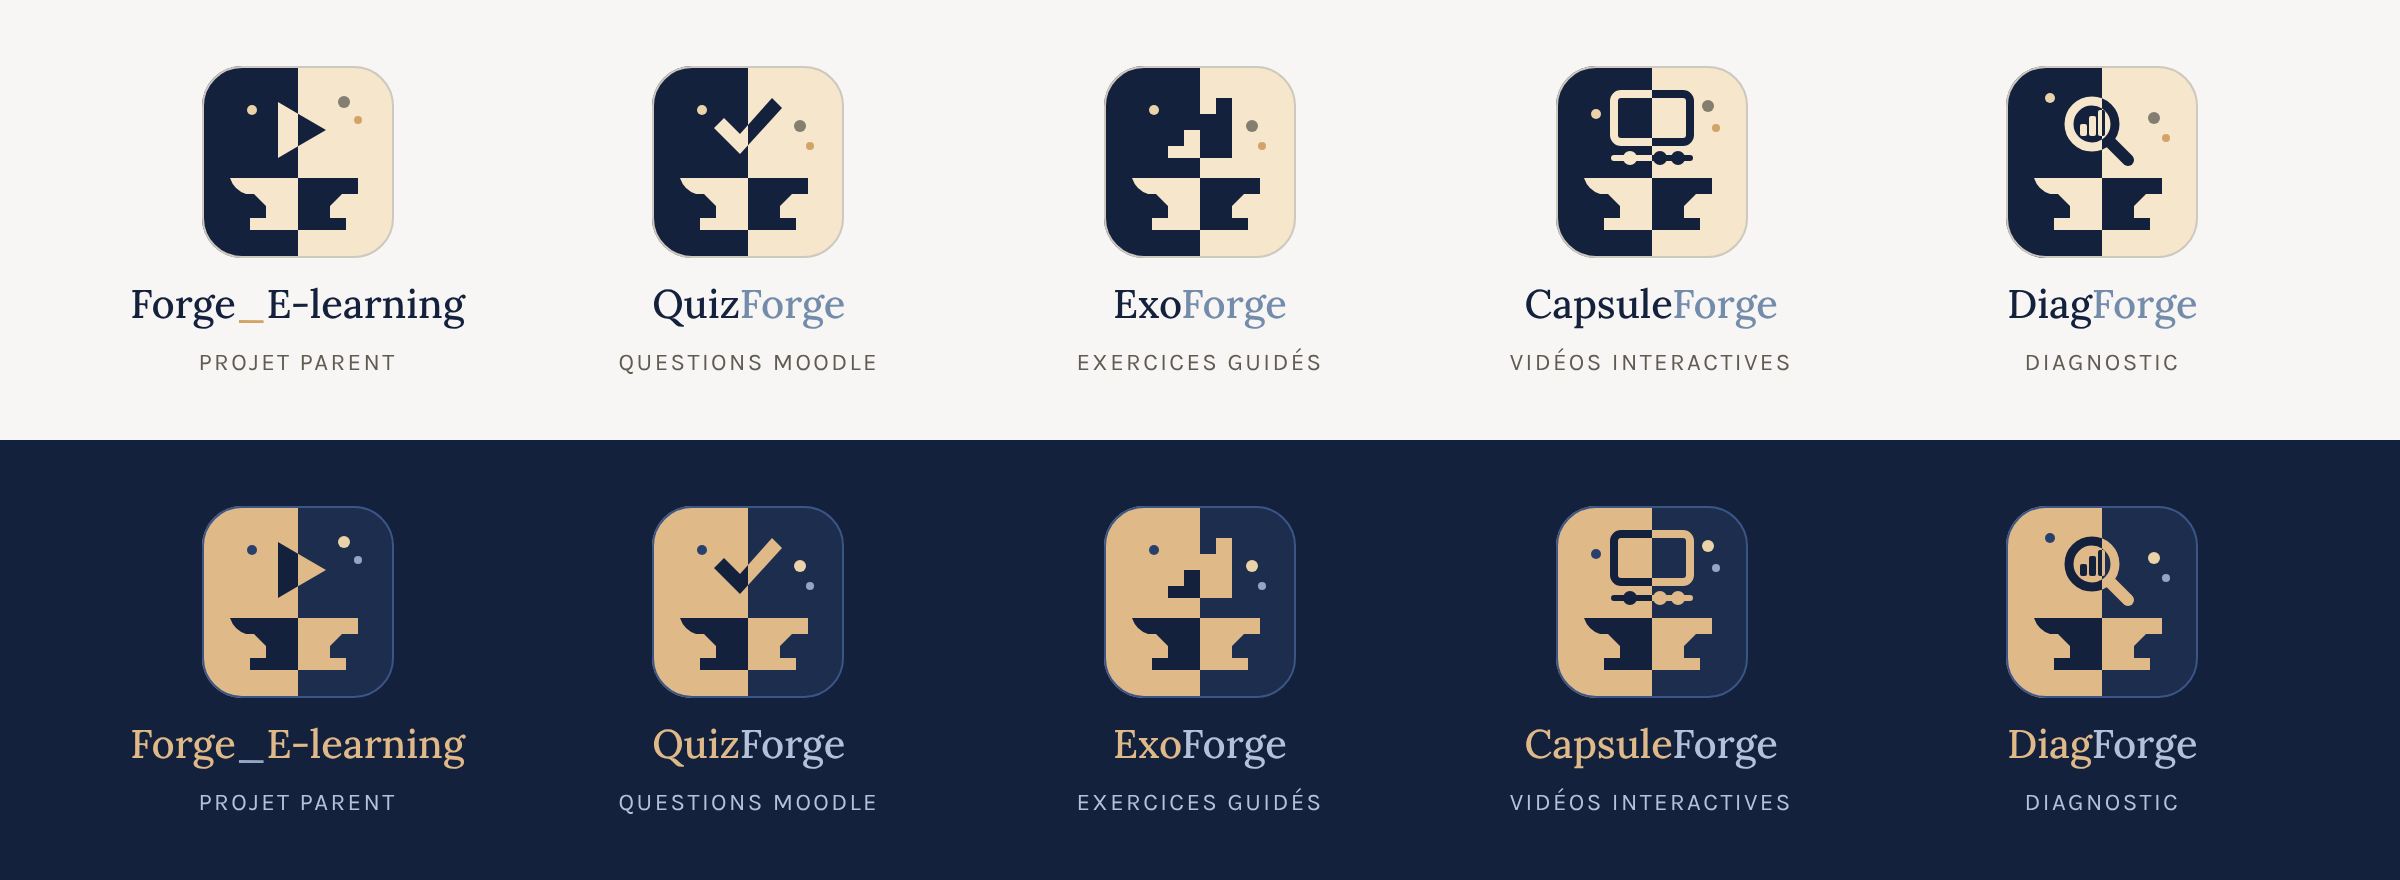 Forge_E-learning
QuizForge
ExoForge
CapsuleForge
DiagForge
PROJET PARENT
QUESTIONS MOODLE
EXERCICES GUIDÉS
VIDÉOS INTERACTIVES
DIAGNOSTIC
Forge_E-learning
QuizForge
ExoForge
CapsuleForge
DiagForge
PROJET PARENT
QUESTIONS MOODLE
EXERCICES GUIDÉS
VIDÉOS INTERACTIVES
DIAGNOSTIC